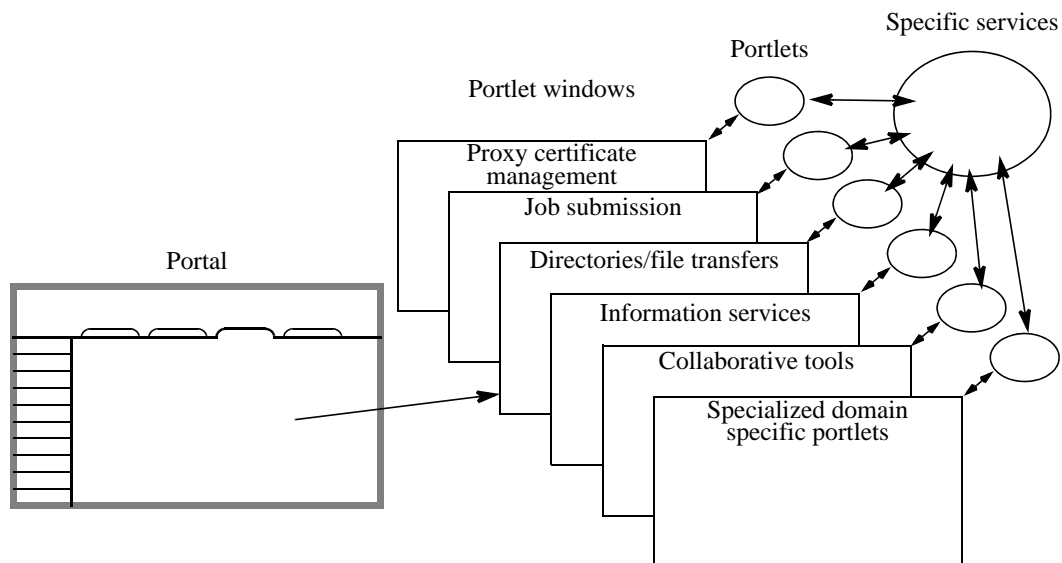 Specific services
Portlets
Portlet windows
Proxy certificate
management
Job submission
Directories/file transfers
Portal
Information services
Collaborative tools
Specialized domain
specific portlets